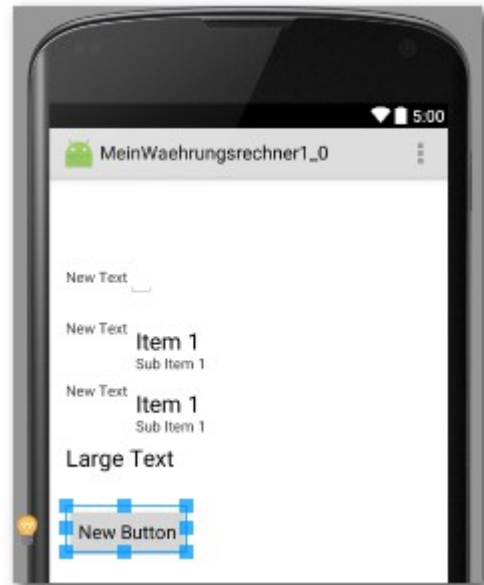 5:00
MeinWaehrungsrechner1_0
New Text
New Text
Item 1
Sub Item 1
New Text
Item 1
Sub Item 1
Large Text
New Button